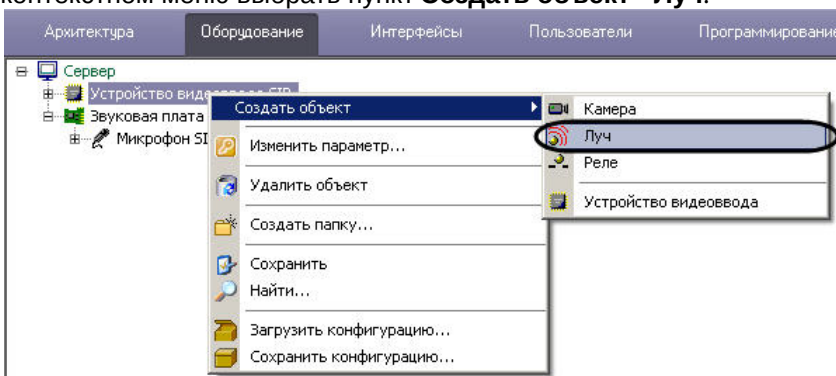 контекстном меню выбрать пункт Создать объект - Луч.
Архитектура Оборудование Интерфейсы Пользователи Программирование
Сервер
Устройство видеоввода SIP
Звуковая плата
Микрофон SI
Создать объект
Изменить параметр...
Удалить объект
Создать папку...
Сохранить
Найти...
Загрузить конфигурацию...
Сохранить конфигурацию...
Камера
Луч
Реле
Устройство видеоввода